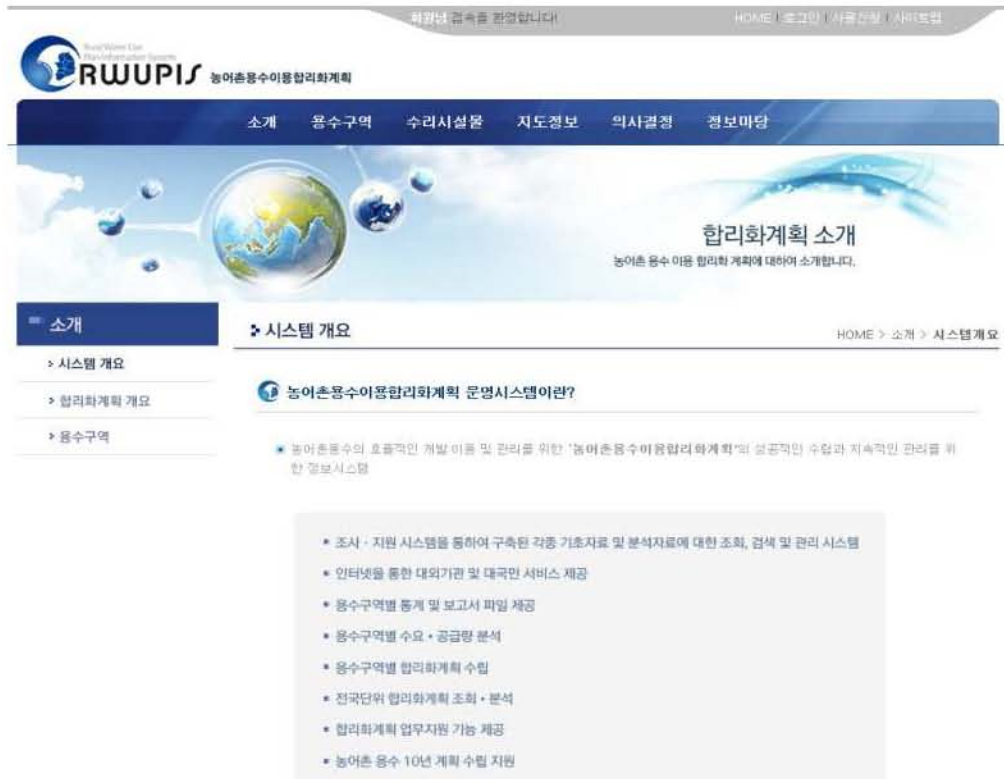 회원님 접속을 환영합니다!
HOME | 로그인 | 사용신청 | 사이트맵
Rural Water Use
Plan Information System
RWUPIS 농어촌용수이용합리화계획
소개 용수구역 수리시설물 지도정보 의사결정 정보마당
합리화계획 소개
농어촌 용수 이용 합리화 계획에 대하여 소개합니다.
소개
시스템 개요
합리화계획 개요
용수구역
시스템 개요
HOME > 소개 > 시스템개요
농어촌용수이용합리화계획 운영시스템이란?
농어촌용수의 효율적인 개발 이용 및 관리를 위한 "농어촌용수이용합리화계획"의 성공적인 수립과 지속적인 관리를 위
한 정보시스템
조사 · 지원 시스템을 통하여 구축된 각종 기초자료 및 분석자료에 대한 조회, 검색 및 관리 시스템
인터넷을 통한 대외기관 및 대국민 서비스 제공
용수구역별 통계 및 보고서 파일 제공
용수구역별 수요 • 공급량 분석
용수구역별 합리화계획 수립
전국단위 합리화계획 조회 • 분석
합리화계획 업무지원 기능 제공
농어촌 용수 10년 계획 수립 지원